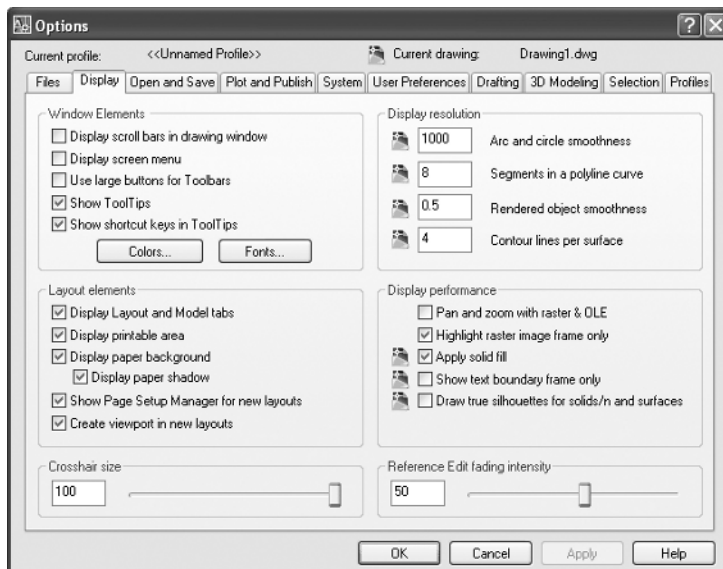 Options
Current profile: <<Unnamed Profile>> Current drawing: Drawing1.dwg
Files Display Open and Save Plot and Publish System User Preferences Drafting 3D Modeling Selection Profiles
Window Elements
Display scroll bars in drawing window
Display screen menu
Use large buttons for Toolbars
Show ToolTips
Show shortcut keys in ToolTips
Colors... Fonts...
Display resolution
1000 Arc and circle smoothness
8 Segments in a polyline curve
0.5 Rendered object smoothness
4 Contour lines per surface
Layout elements
Display Layout and Model tabs
Display printable area
Display paper background
Display paper shadow
Show Page Setup Manager for new layouts
Create viewport in new layouts
Display performance
Pan and zoom with raster & OLE
Highlight raster image frame only
Apply solid fill
Show text boundary frame only
Draw true silhouettes for solids/n and surfaces
Crosshair size
100
Reference Edit fading intensity
50
OK Cancel Apply Help